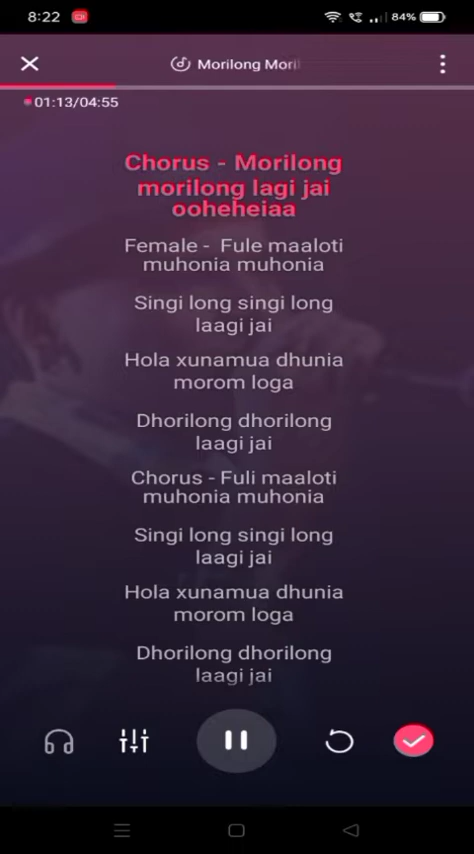 8:22
84%
Morilong Mori
01:13/04:55
Chorus - Morilong
morilong lagi jai
ooheheiaa
Female - Fule maaloti
muhonia muhonia
Singi long singi long
laagi jai
Hola xunamua dhunia
morom loga
Dhorilong dhorilong
laagi jai
Chorus - Fuli maaloti
muhonia muhonia
Singi long singi long
laagi jai
Hola xunamua dhunia
morom loga
Dhorilong dhorilong
laagi jai